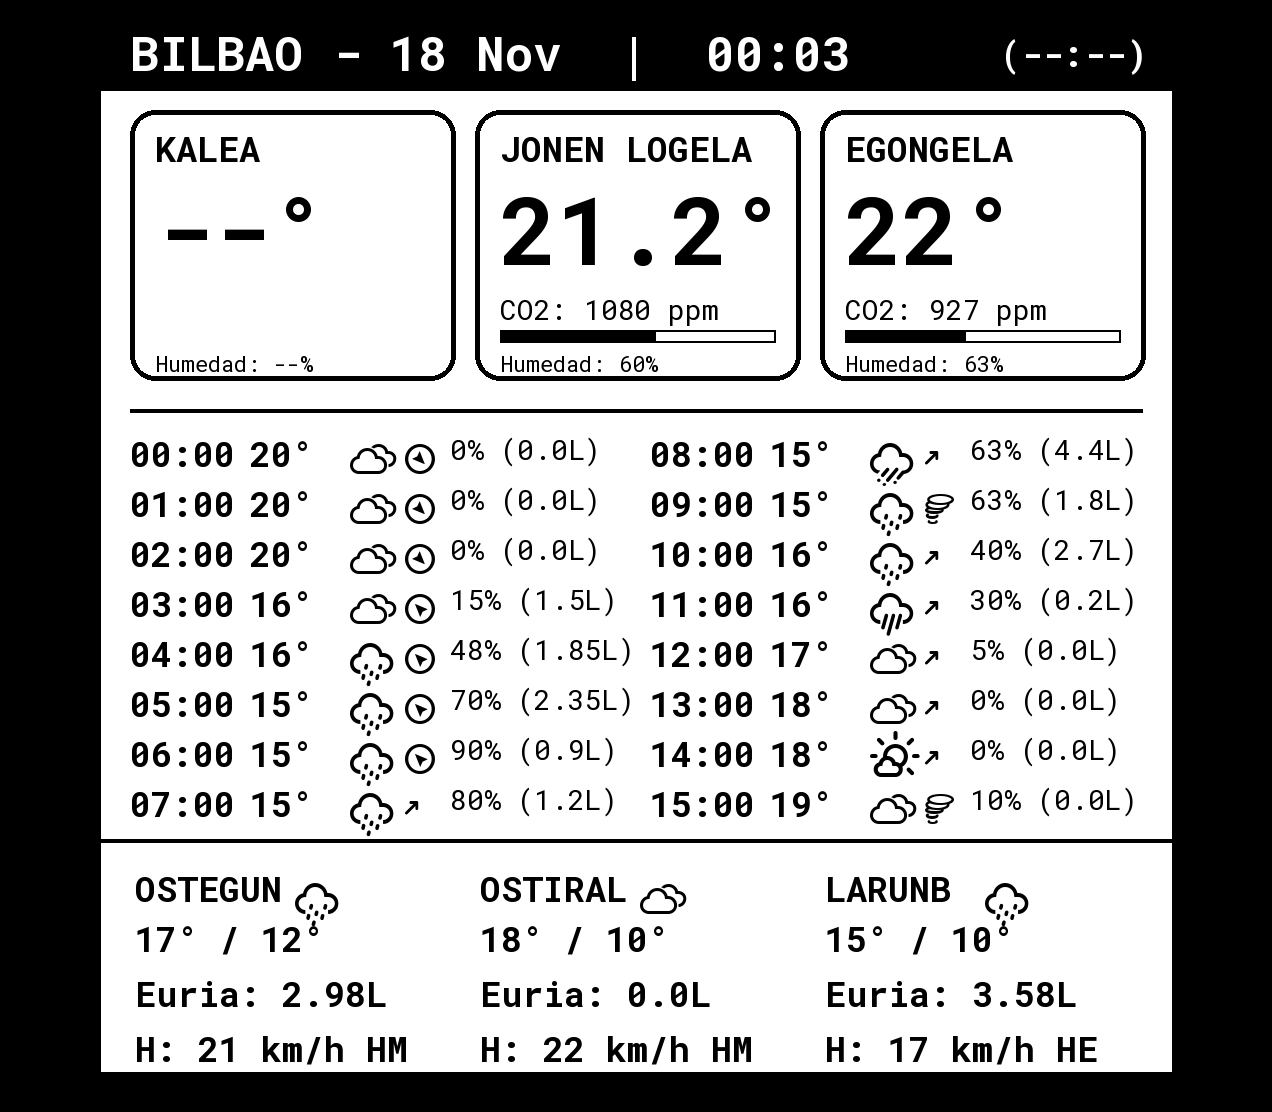 BILBAO - 18 Nov | 00:03 (--:--)
KALEA
--°
Humedad: --%
JONEN LOGELA
21.2°
CO2: 1080 ppm
Humedad: 60%
EGONGELA
22°
CO2: 927 ppm
Humedad: 63%
00:00 20° 0% (0.0L)
01:00 20° 0% (0.0L)
02:00 20° 0% (0.0L)
03:00 16° 15% (1.5L)
04:00 16° 48% (1.85L)
05:00 15° 70% (2.35L)
06:00 15° 90% (0.9L)
07:00 15° 80% (1.2L)
08:00 15° 63% (4.4L)
09:00 15° 63% (1.8L)
10:00 16° 40% (2.7L)
11:00 16° 30% (0.2L)
12:00 17° 5% (0.0L)
13:00 18° 0% (0.0L)
14:00 18° 0% (0.0L)
15:00 19° 10% (0.0L)
OSTEGUN
17° / 12°
Euria: 2.98L
H: 21 km/h HM
OSTIRAL
18° / 10°
Euria: 0.0L
H: 22 km/h HM
LARUNB
15° / 10°
Euria: 3.58L
H: 17 km/h HE